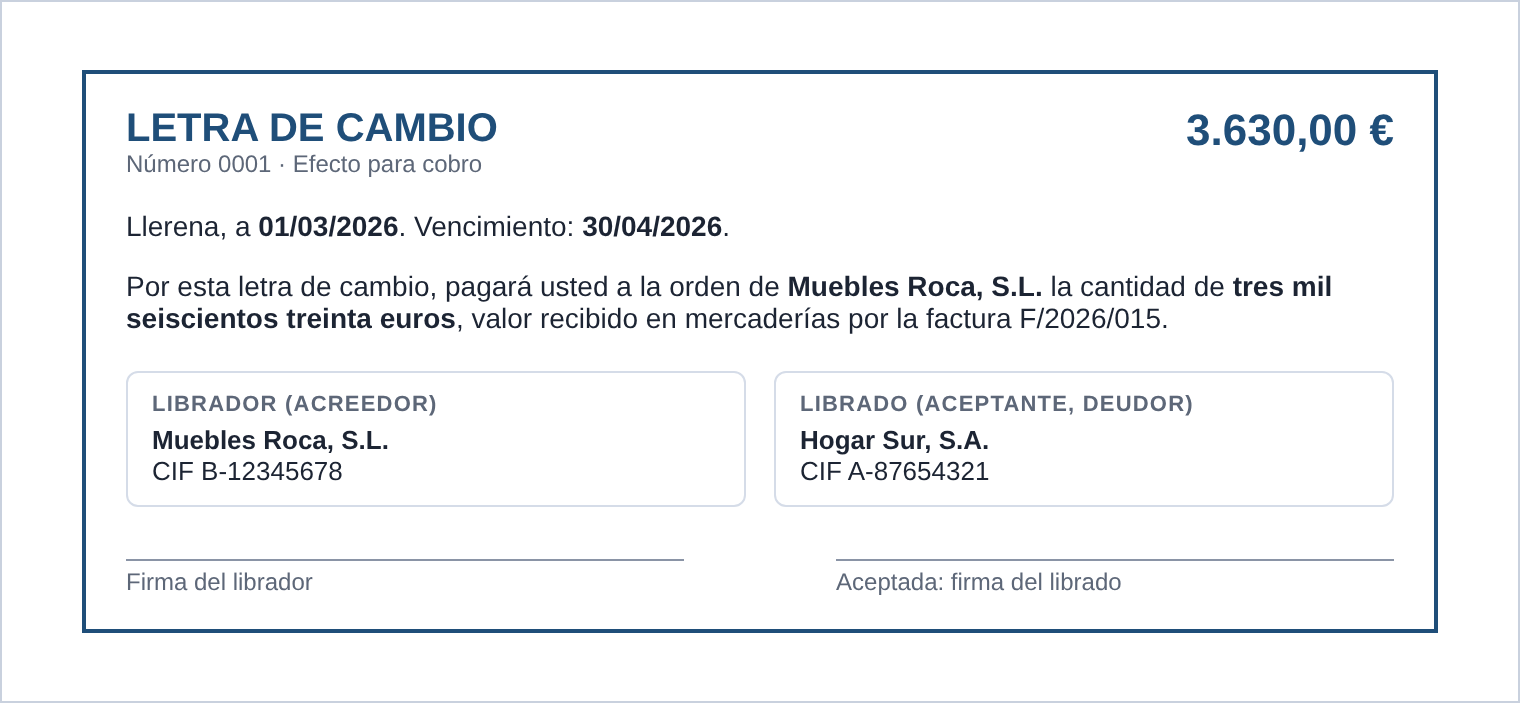 LETRA DE CAMBIO
3.630,00 €
Número 0001 · Efecto para cobro
Llerena, a 01/03/2026. Vencimiento: 30/04/2026.
Por esta letra de cambio, pagará usted a la orden de Muebles Roca, S.L. la cantidad de tres mil
seiscientos treinta euros, valor recibido en mercaderías por la factura F/2026/015.
LIBRADOR (ACREEDOR)
Muebles Roca, S.L.
CIF B-12345678
LIBRADO (ACEPTANTE, DEUDOR)
Hogar Sur, S.A.
CIF A-87654321
Firma del librador
Aceptada: firma del librado